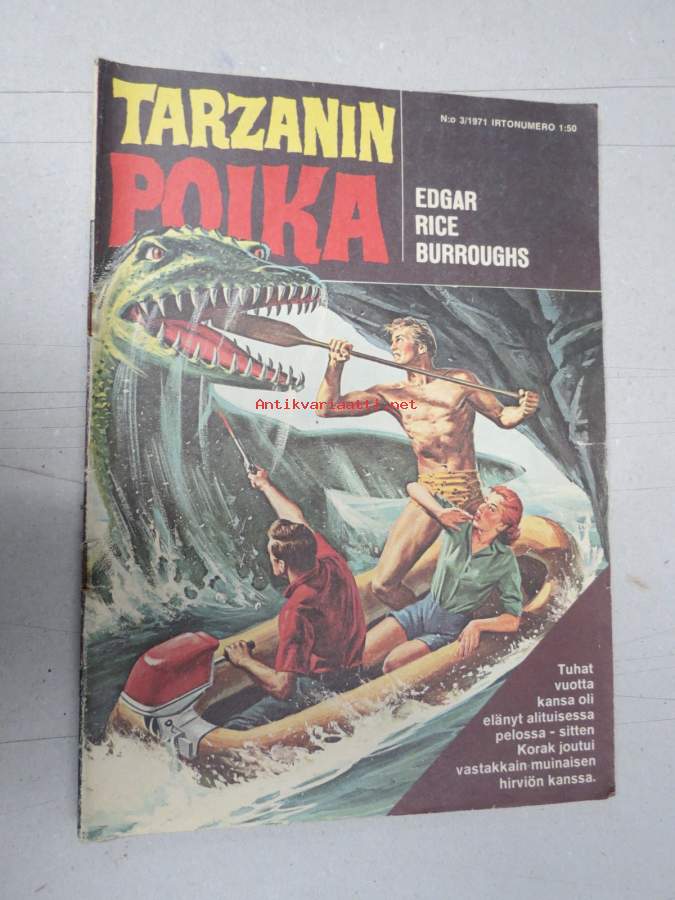 TARZANIN
POIKA
N:o 3/1971 IRTONUMERO 1:50
EDGAR
RICE
BURROUGHS
Antikvariaatti.net
Tuhat
vuotta
kansa oli
elänyt alituisessa
pelossa - sitten
Korak joutui
vastakkain muinaisen
hirviön kanssa.